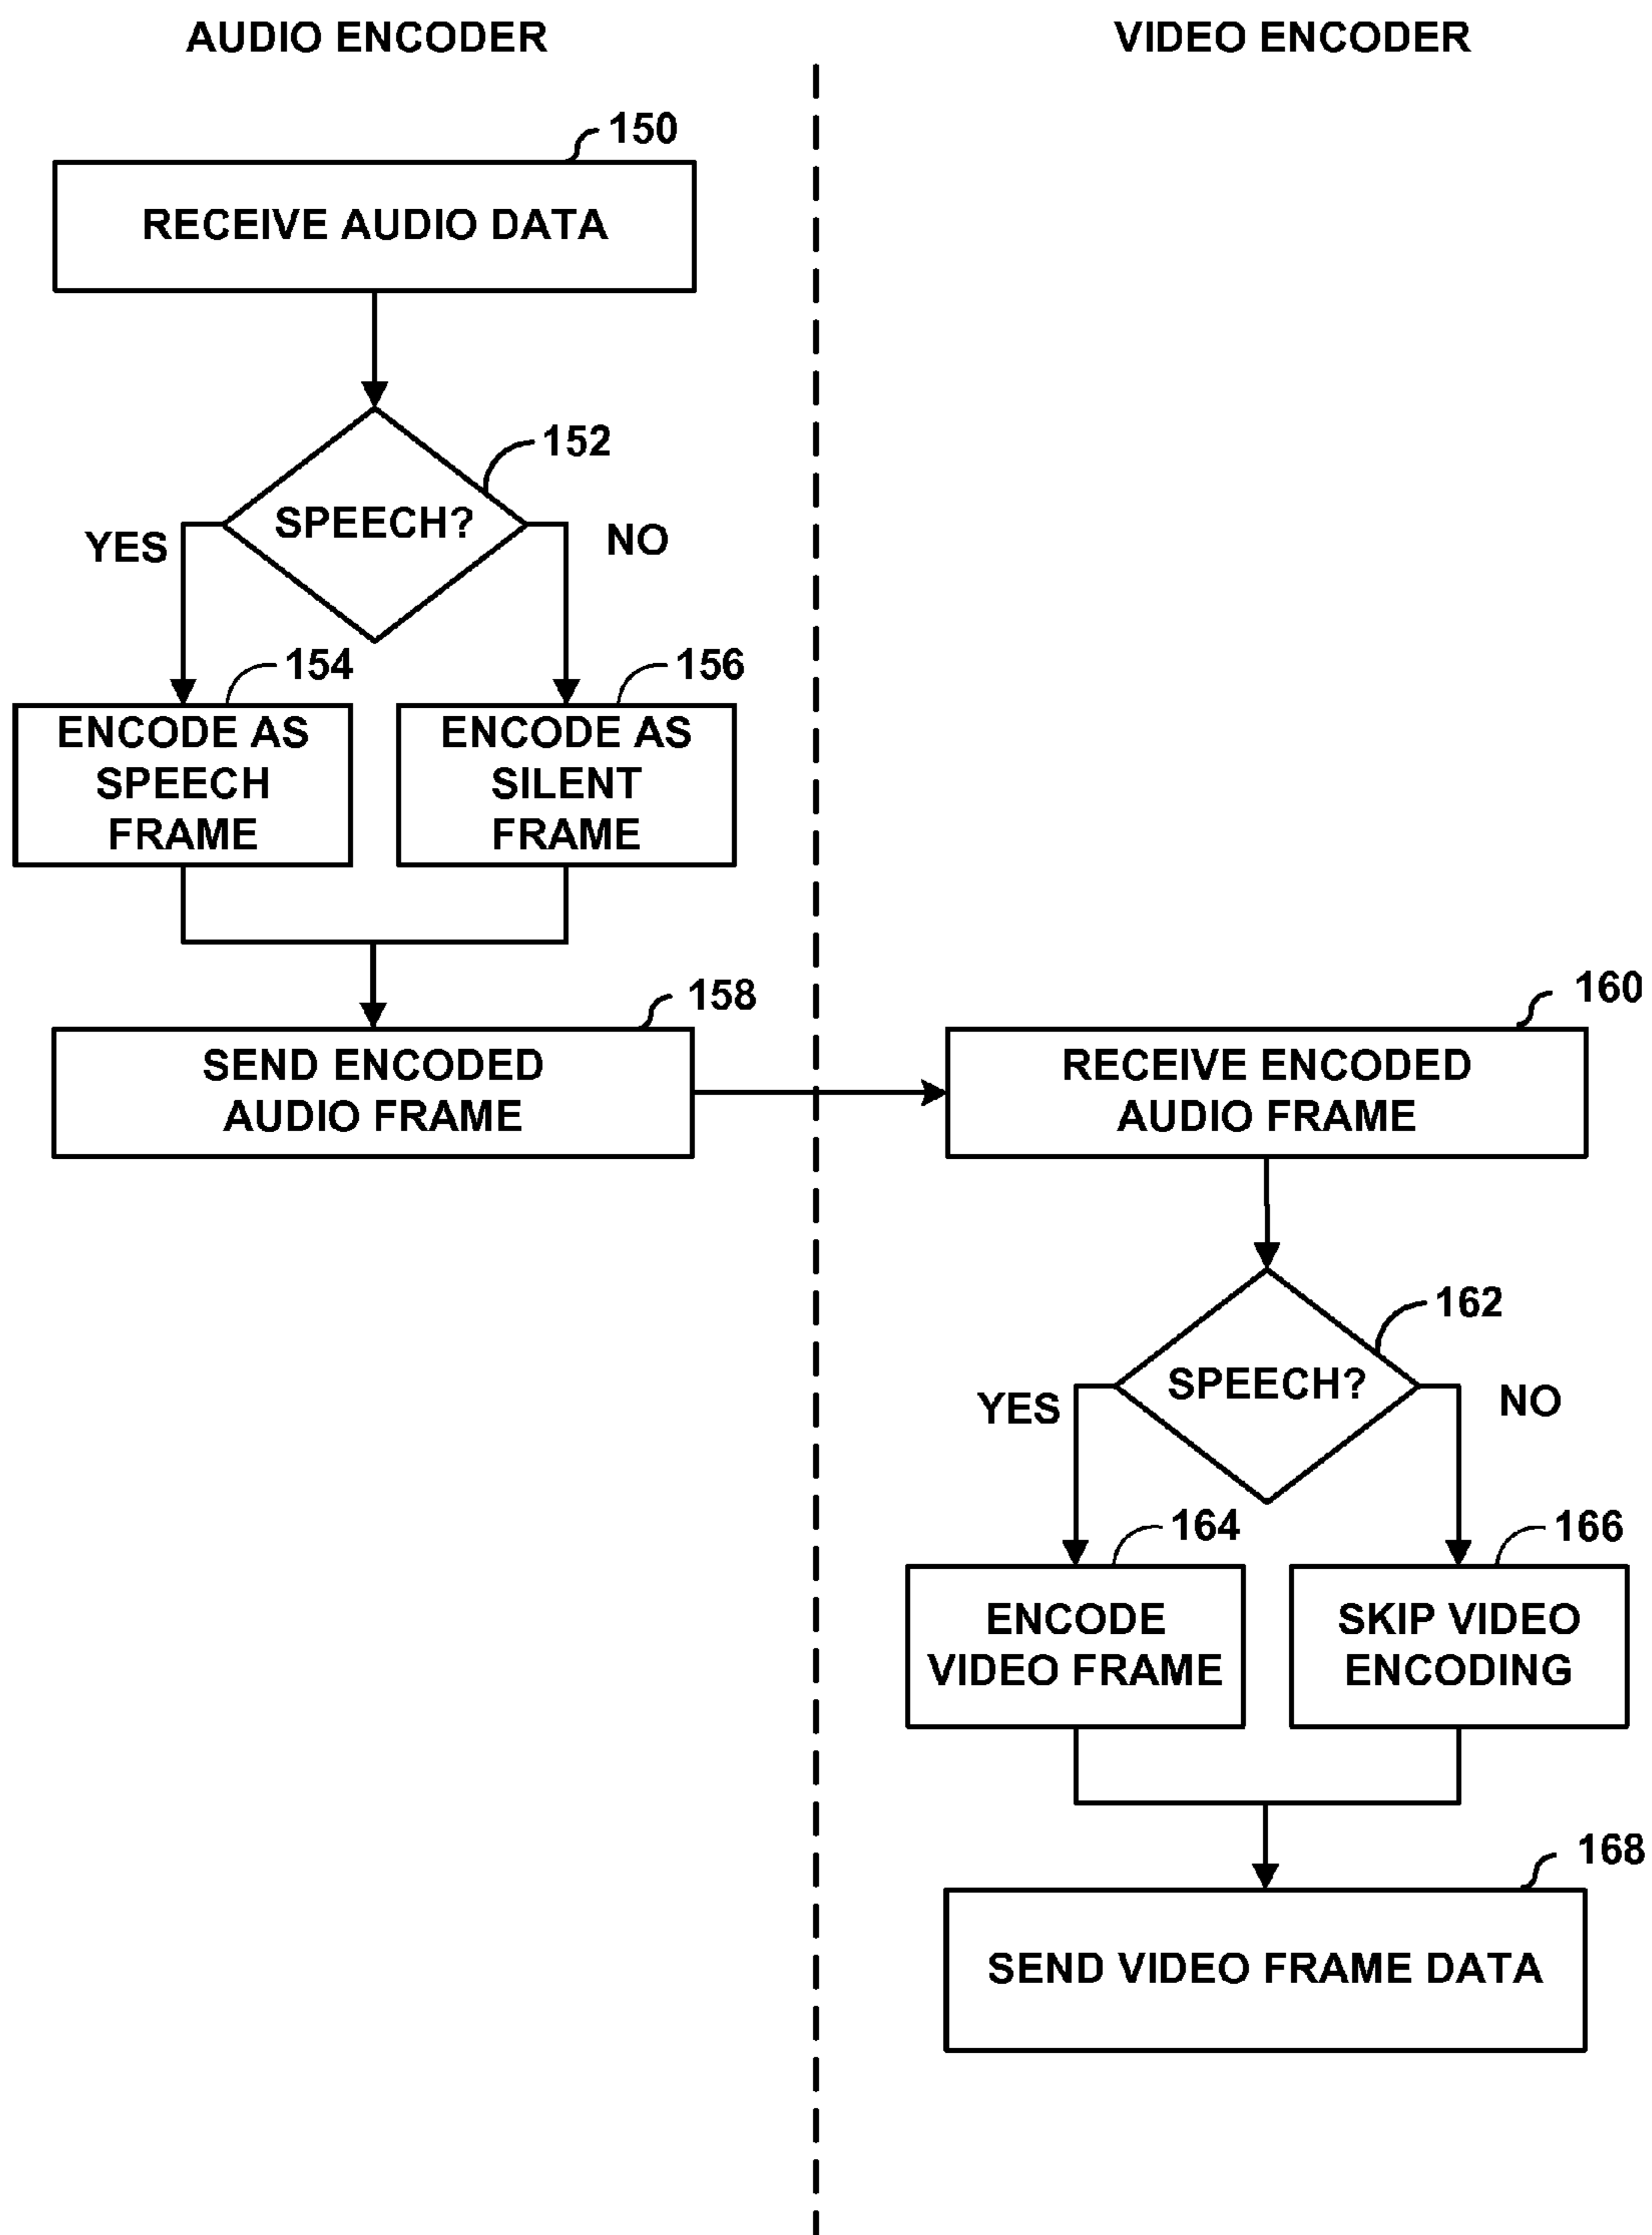 AUDIO ENCODER
VIDEO ENCODER
150
RECEIVE AUDIO DATA
152
SPEECH?
YES
NO
154
156
ENCODE AS
SPEECH
FRAME
ENCODE AS
SILENT
FRAME
158
SEND ENCODED
AUDIO FRAME
160
RECEIVE ENCODED
AUDIO FRAME
162
SPEECH?
YES
NO
164
166
ENCODE
VIDEO FRAME
SKIP VIDEO
ENCODING
168
SEND VIDEO FRAME DATA